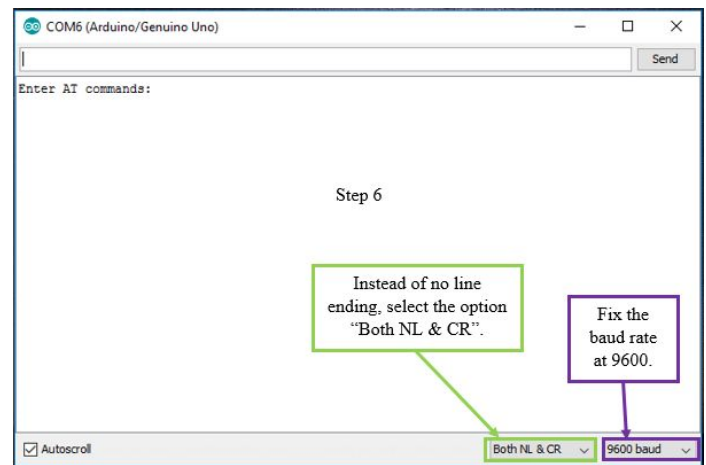 COM6 (Arduino/Genuino Uno)
Send
Enter AT commands:
Step 6
Instead of no line
ending, select the option
“Both NL & CR”.
Fix the
baud rate
at 9600.
Autoscroll
Both NL & CR
9600 baud